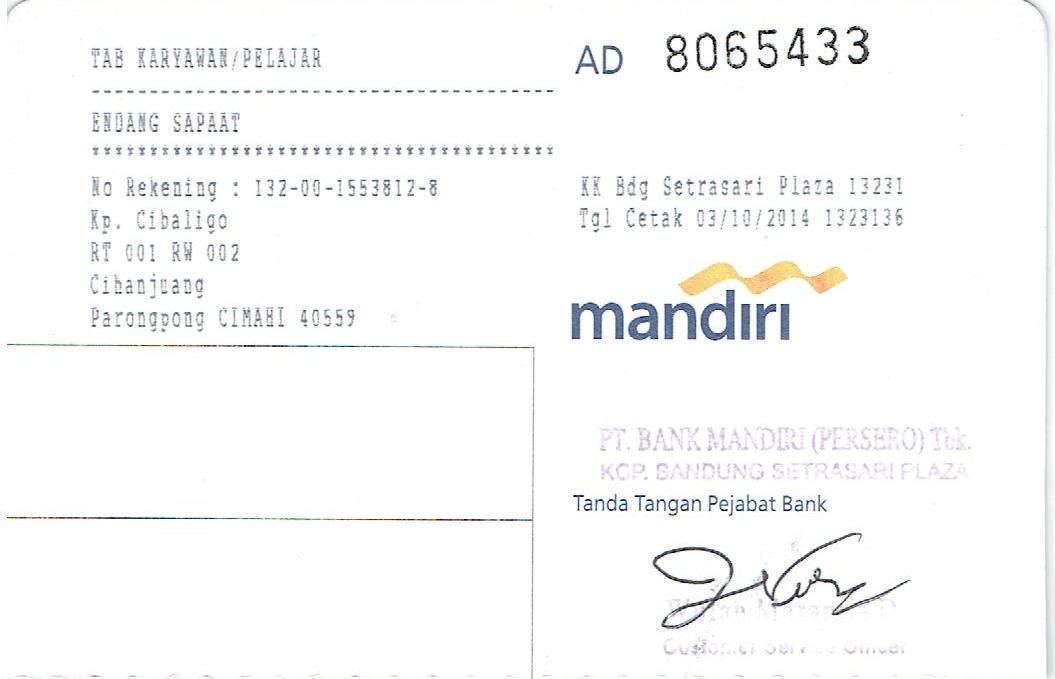 TAB KARYAWAN/PELAJAR
----------------------------------------
ENDANG SAPAAT
****************************************
No Rekening : 132-00-1553812-8
Kp. Cibaligo
RT 001 RW 002
Cihanjuang
Parongpong CIMAHI 40559
AD 8065433
KK Bdg Setrasari Plaza 13231
Tgl Cetak 03/10/2014 1323136
mandiri
PT. BANK MANDIRI (PERSERO) Tbk.
KCP. BANDUNG SETRASARI PLAZA
Tanda Tangan Pejabat Bank
Customer Service Officer